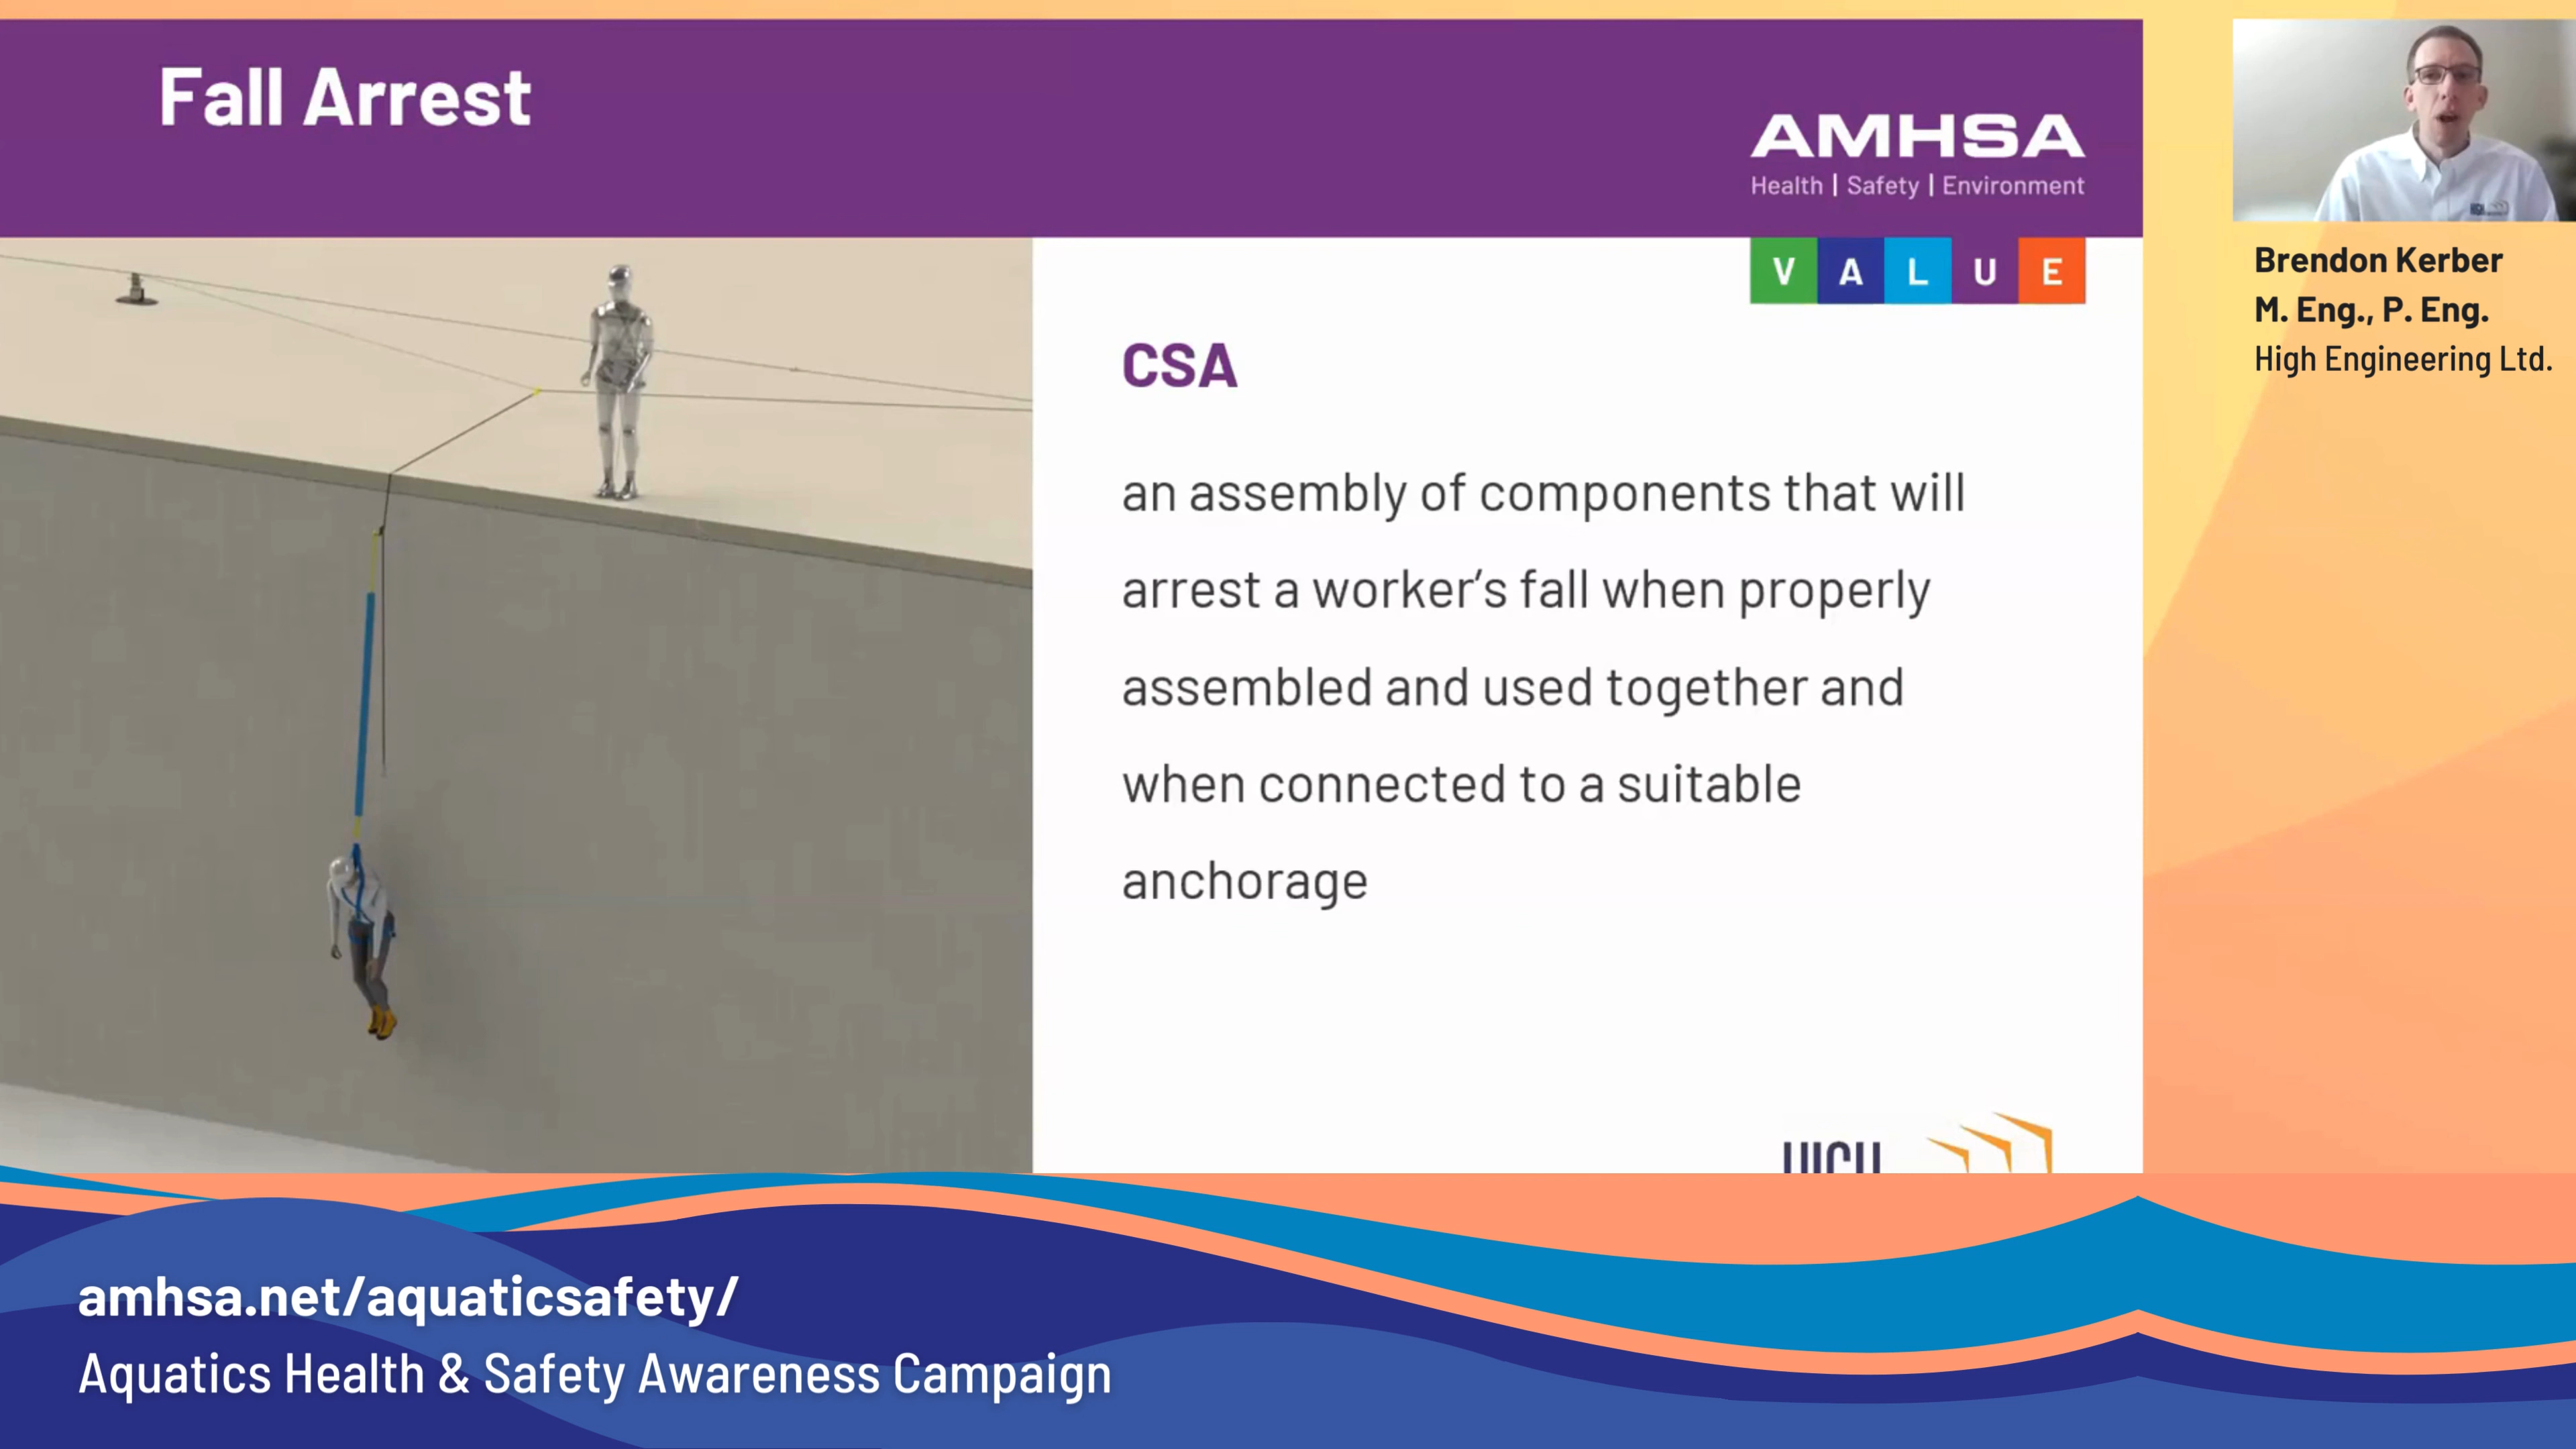 Fall Arrest
AMHSA
Health | Safety | Environment
VALUE
Brendon Kerber
M. Eng., P. Eng.
High Engineering Ltd.
CSA
an assembly of components that will
arrest a worker's fall when properly
assembled and used together and
when connected to a suitable
anchorage
amhsa.net/aquaticsafety/
Aquatics Health & Safety Awareness Campaign